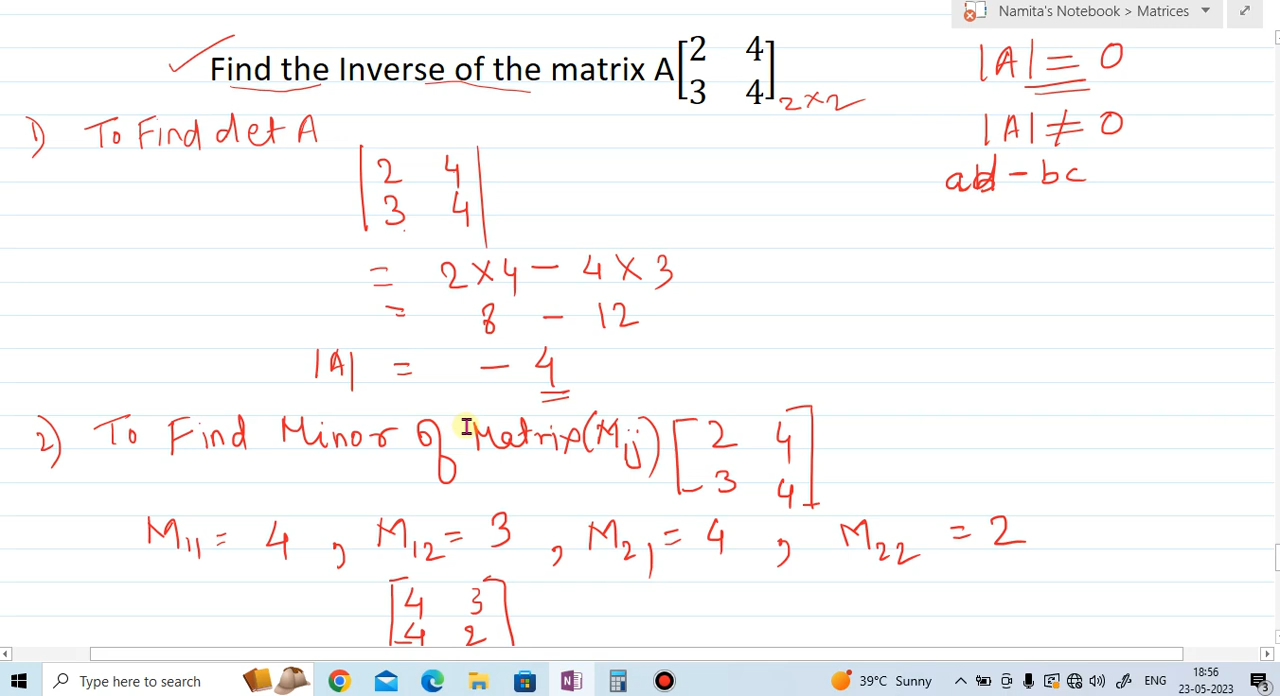 Namita's Notebook > Matrices
Find the Inverse of the matrix A[2 4
3 4] 2×2
|A| = 0
|A| ≠ 0
ad - bc
1) To Find det A
|2 4|
|3 4|
= 2×4 - 4×3
= 8 - 12
|A| = - 4
2) To Find Minor of Matrix(Mij) [2 4
3 4]
M11 = 4 , M12 = 3 , M21 = 4 , M22 = 2
[4 3
4 2]
Type here to search
39°C Sunny
ENG
18:56
23-05-2023
3